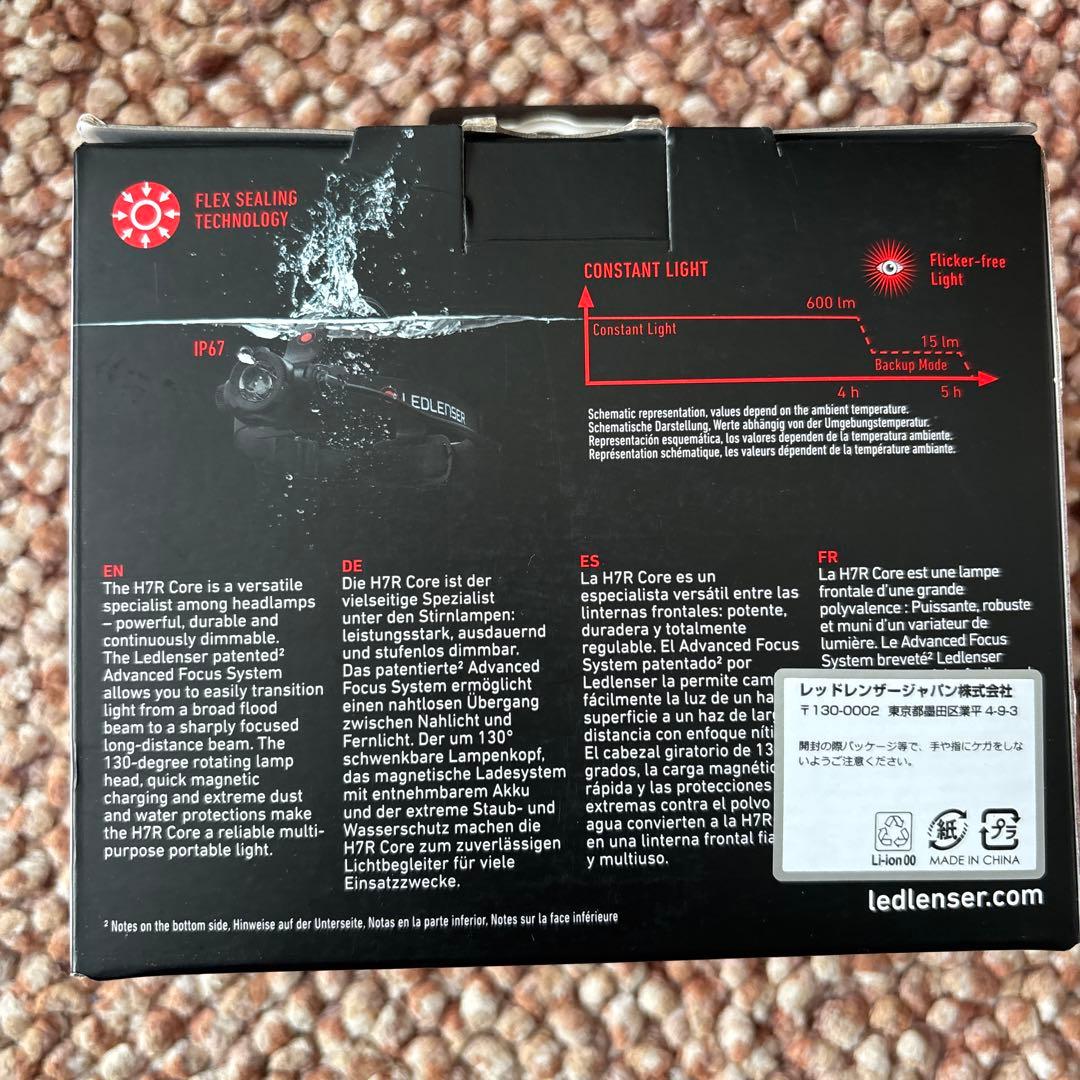 FLEX SEALING
TECHNOLOGY
IP67
LEDLENSER
CONSTANT LIGHT
Flicker-free
Light
600 lm
Constant Light
15 lm
Backup Mode
4 h
5 h
Schematic representation, values depend on the ambient temperature.
Schematische Darstellung, Werte abhängig von der Umgebungstemperatur.
Representación esquemática, los valores dependen de la temperatura ambiente.
Représentation schématique, les valeurs dépendent de la température ambiante.
EN
The H7R Core is a versatile
specialist among headlamps
– powerful, durable and
continuously dimmable.
The Ledlenser patented²
Advanced Focus System
allows you to easily transition
light from a broad flood
beam to a sharply focused
long-distance beam. The
130-degree rotating lamp
head, quick magnetic
charging and extreme dust
and water protections make
the H7R Core a reliable multi-
purpose portable light.
DE
Die H7R Core ist der
vielseitige Spezialist
unter den Stirnlampen:
leistungsstark, ausdauernd
und stufenlos dimmbar.
Das patentierte² Advanced
Focus System ermöglicht
einen nahtlosen Übergang
zwischen Nahlicht und
Fernlicht. Der um 130°
schwenkbare Lampenkopf,
das magnetische Ladesystem
mit entnehmbarem Akku
und der extreme Staub- und
Wasserschutz machen die
H7R Core zum zuverlässigen
Lichtbegleiter für viele
Einsatzzwecke.
ES
La H7R Core es un
especialista versátil entre las
linternas frontales: potente,
duradera y totalmente
regulable. El Advanced Focus
System patentado² por
Ledlenser la permite cam
fácilmente la luz de un ha
superficie a un haz de lar
distancia con enfoque níti
El cabezal giratorio de 13
grados, la carga magnétic
rápida y las protecciones
extremas contra el polvo
agua convierten a la H7R
en una linterna frontal fia
y multiuso.
FR
La H7R Core est une lampe
frontale d'une grande
polyvalence : Puissante, robuste
et muni d'un variateur de
lumière. Le Advanced Focus
System breveté² Ledlenser
レッドレンザージャパン株式会社
〒130-0002 東京都墨田区業平 4-9-3
開封の際パッケージ等で、手や指にケガをしな
いようご注意ください。
紙
プラ
Li-ion 00
MADE IN CHINA
ledlenser.com
² Notes on the bottom side, Hinweise auf der Unterseite, Notas en la parte inferior, Notes sur la face inférieure